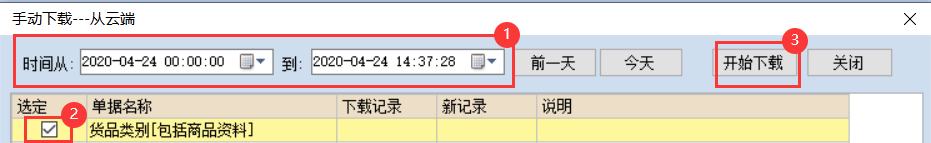 手动下载---从云端
1
时间从: 2020-04-24 00:00:00 到: 2020-04-24 14:37:28 前一天 今天 开始下载 关闭
3
选定 单据名称 下载记录 新记录 说明
2
货品类别[包括商品资料]